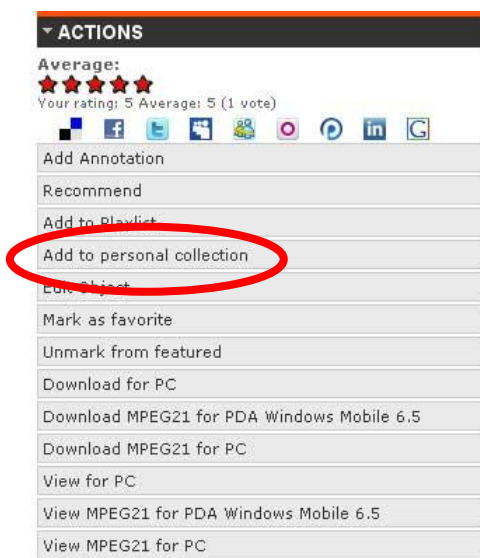 ACTIONS
Average:
Your rating: 5 Average: 5 (1 vote)
Add Annotation
Recommend
Add to Playlist
Add to personal collection
Edit Object
Mark as favorite
Unmark from featured
Download for PC
Download MPEG21 for PDA Windows Mobile 6.5
Download MPEG21 for PC
View for PC
View MPEG21 for PDA Windows Mobile 6.5
View MPEG21 for PC